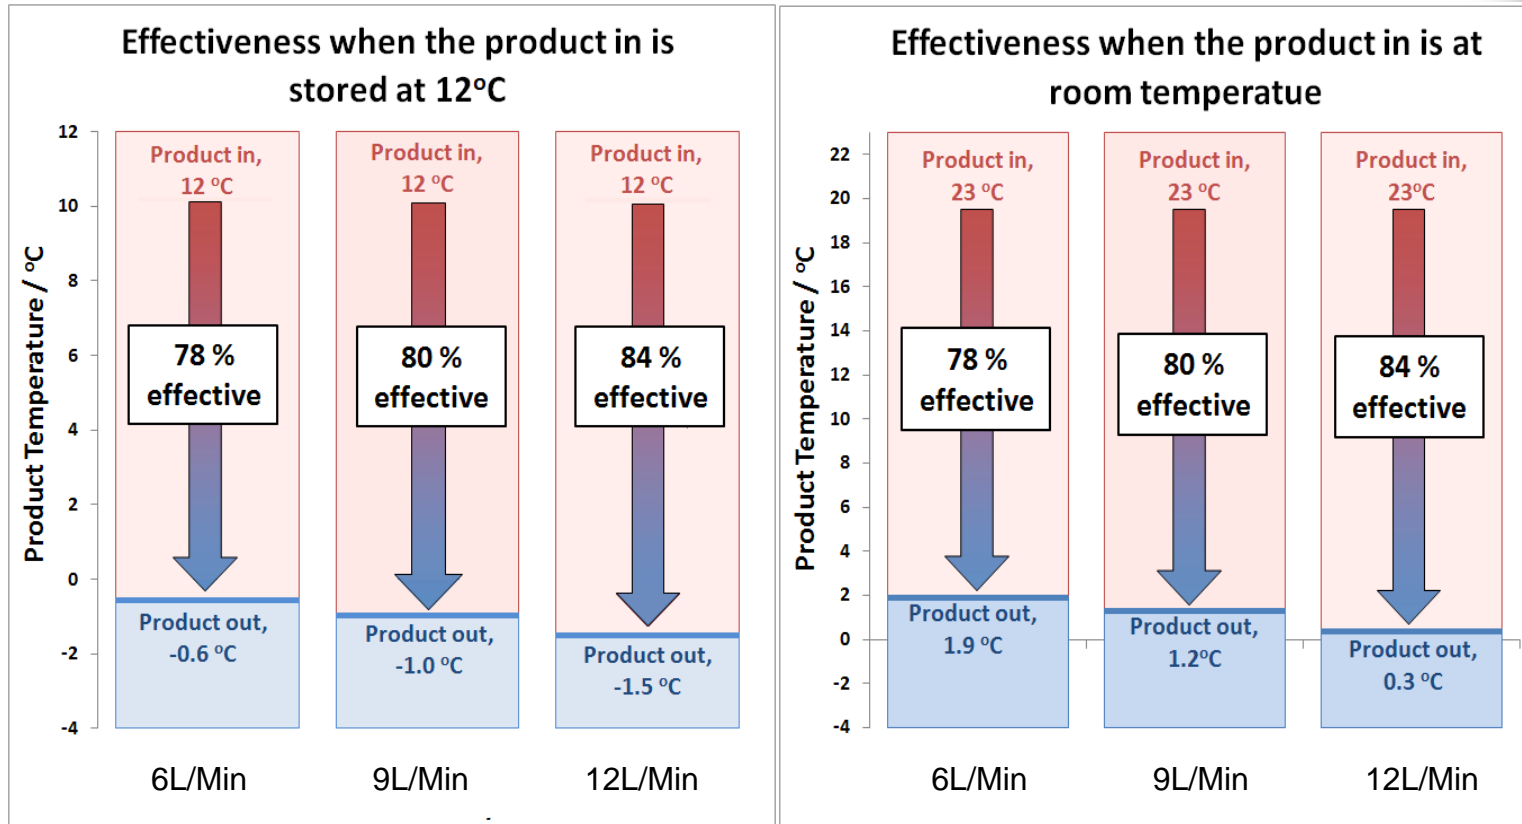 Effectiveness when the product in is
stored at 12°C
Product Temperature / °C
12
10
8
6
4
2
0
-2
-4
Product in,
12 °C
78 %
effective
Product out,
-0.6 °C
6L/Min
Product in,
12 °C
80 %
effective
Product out,
-1.0 °C
9L/Min
Product in,
12 °C
84 %
effective
Product out,
-1.5 °C
12L/Min
Effectiveness when the product in is at
room temperatue
Product Temperature / °C
22
20
18
16
14
12
10
8
6
4
2
0
-2
-4
Product in,
23 °C
78 %
effective
Product out,
1.9 °C
6L/Min
Product in,
23 °C
80 %
effective
Product out,
1.2°C
9L/Min
Product in,
23°C
84 %
effective
Product out,
0.3 °C
12L/Min